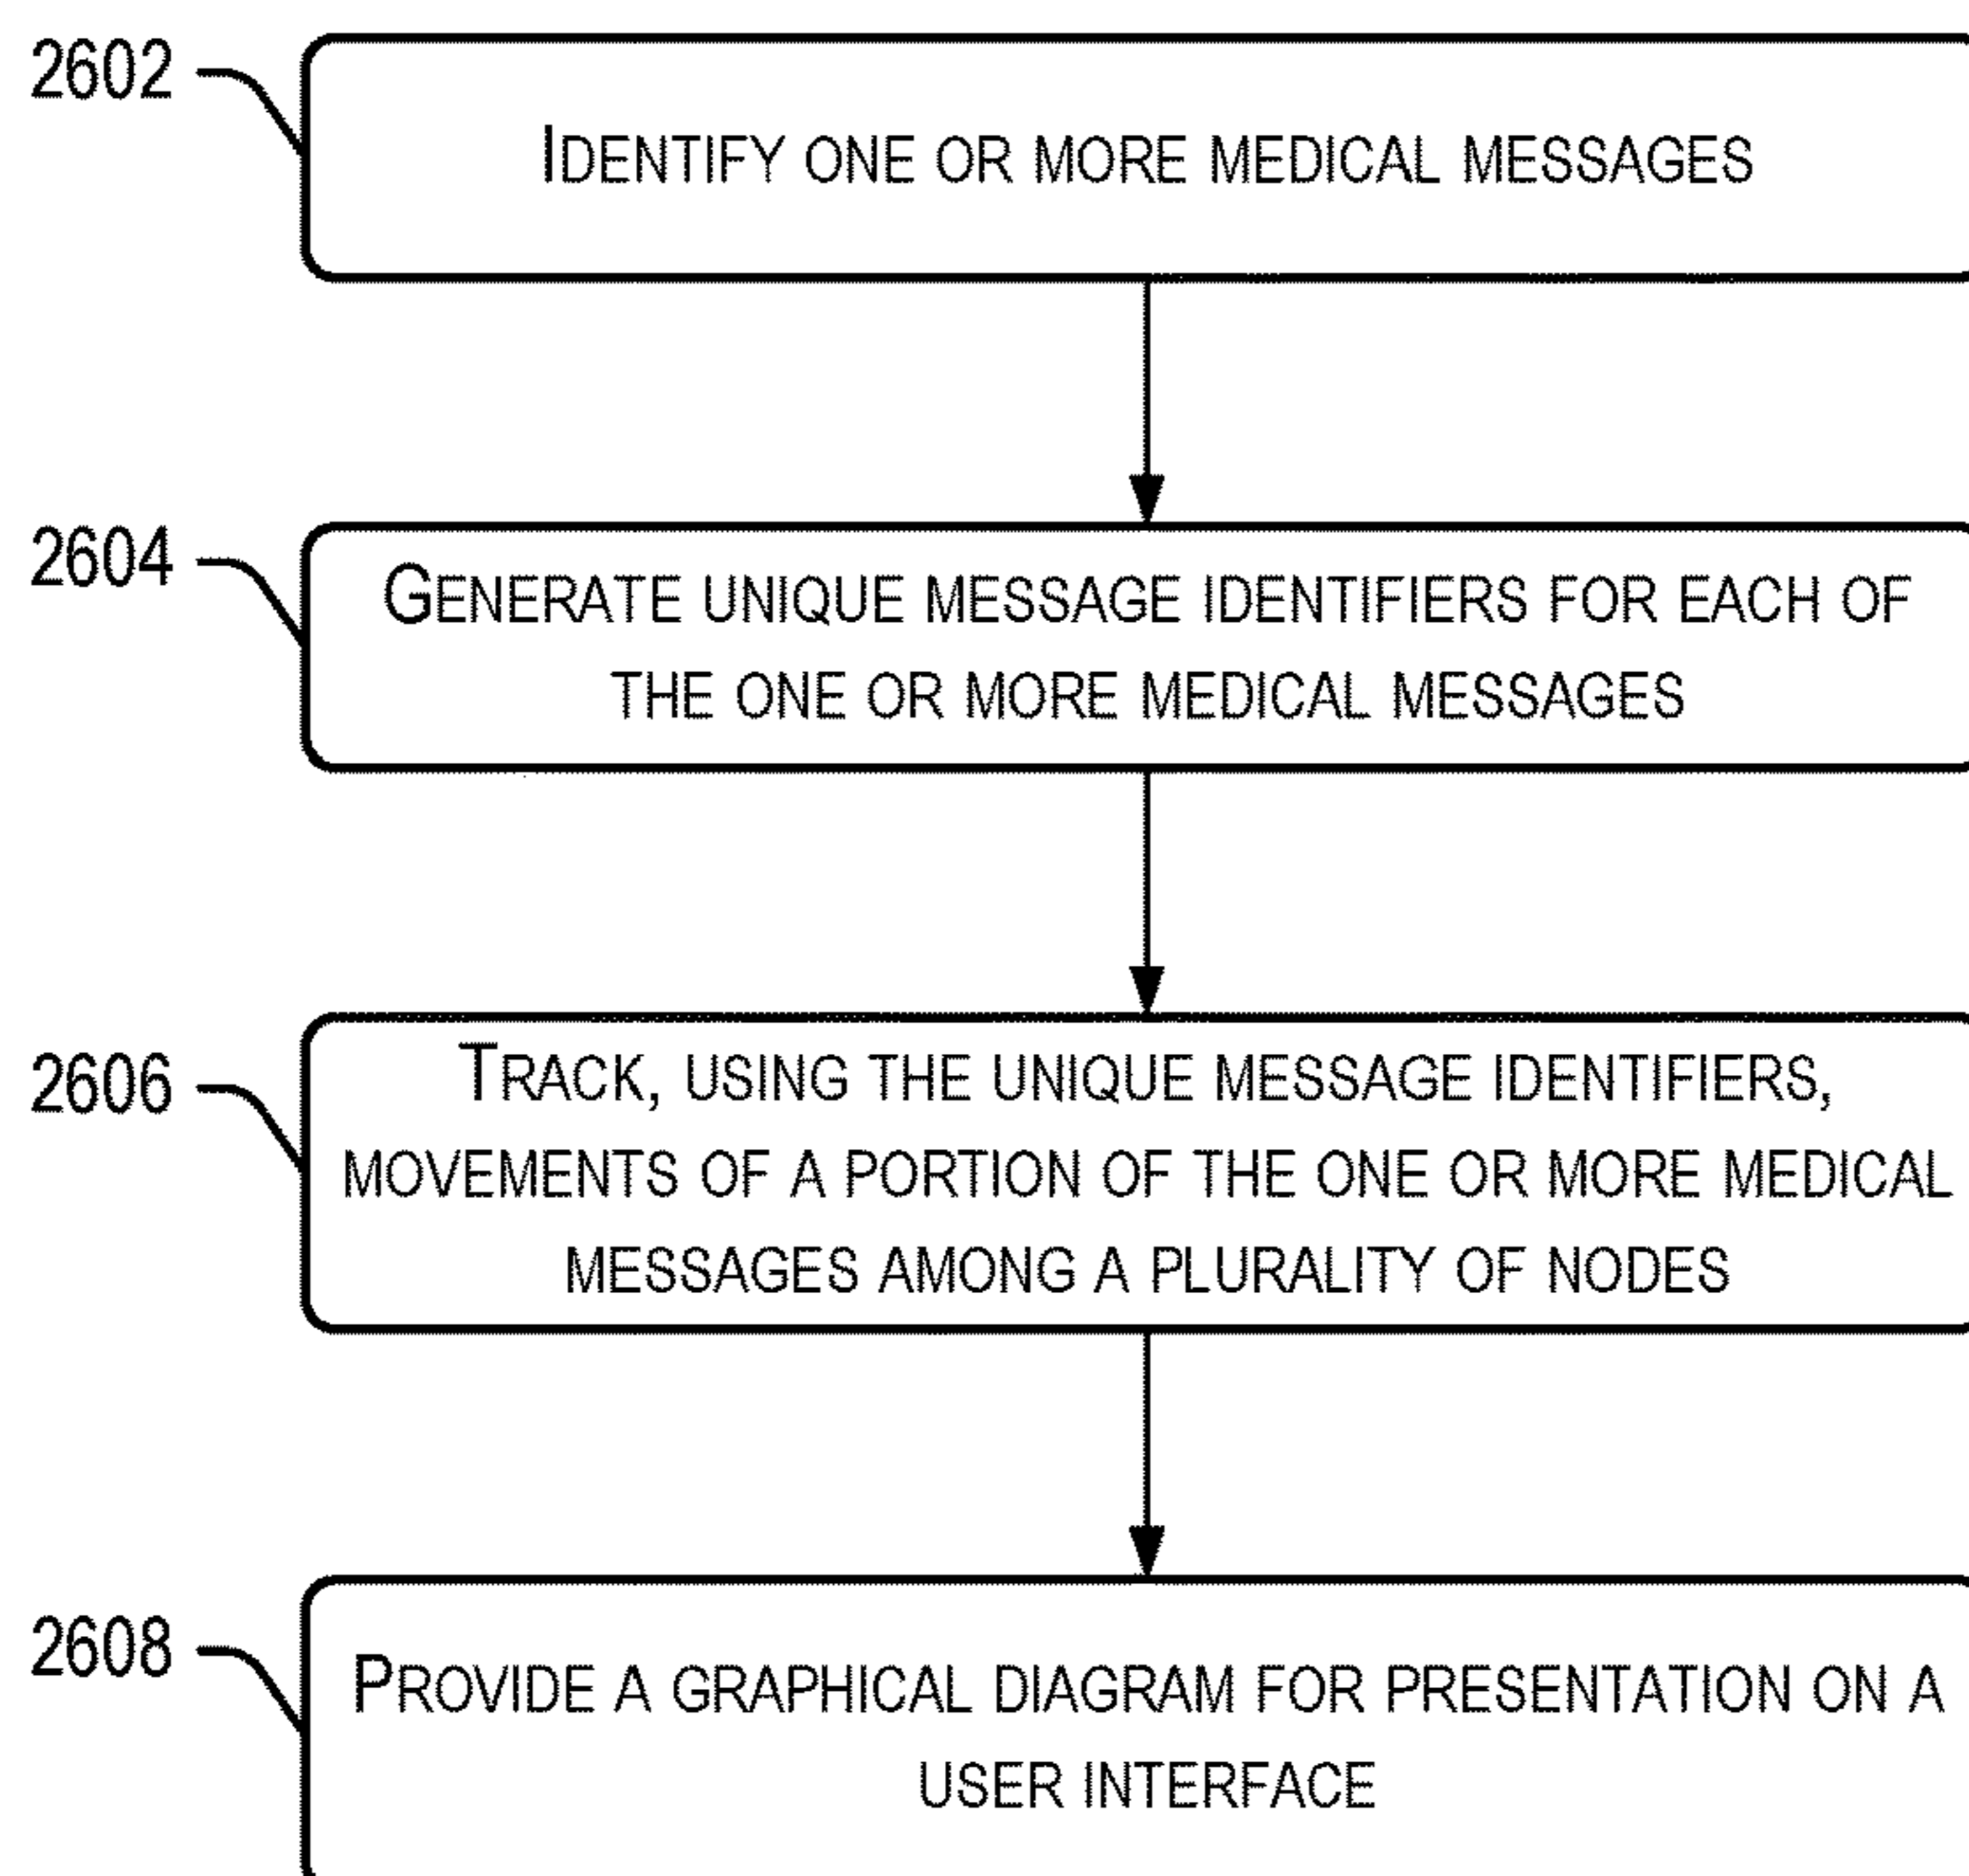 2602
IDENTIFY ONE OR MORE MEDICAL MESSAGES
2604
GENERATE UNIQUE MESSAGE IDENTIFIERS FOR EACH OF
THE ONE OR MORE MEDICAL MESSAGES
2606
TRACK, USING THE UNIQUE MESSAGE IDENTIFIERS,
MOVEMENTS OF A PORTION OF THE ONE OR MORE MEDICAL
MESSAGES AMONG A PLURALITY OF NODES
2608
PROVIDE A GRAPHICAL DIAGRAM FOR PRESENTATION ON A
USER INTERFACE